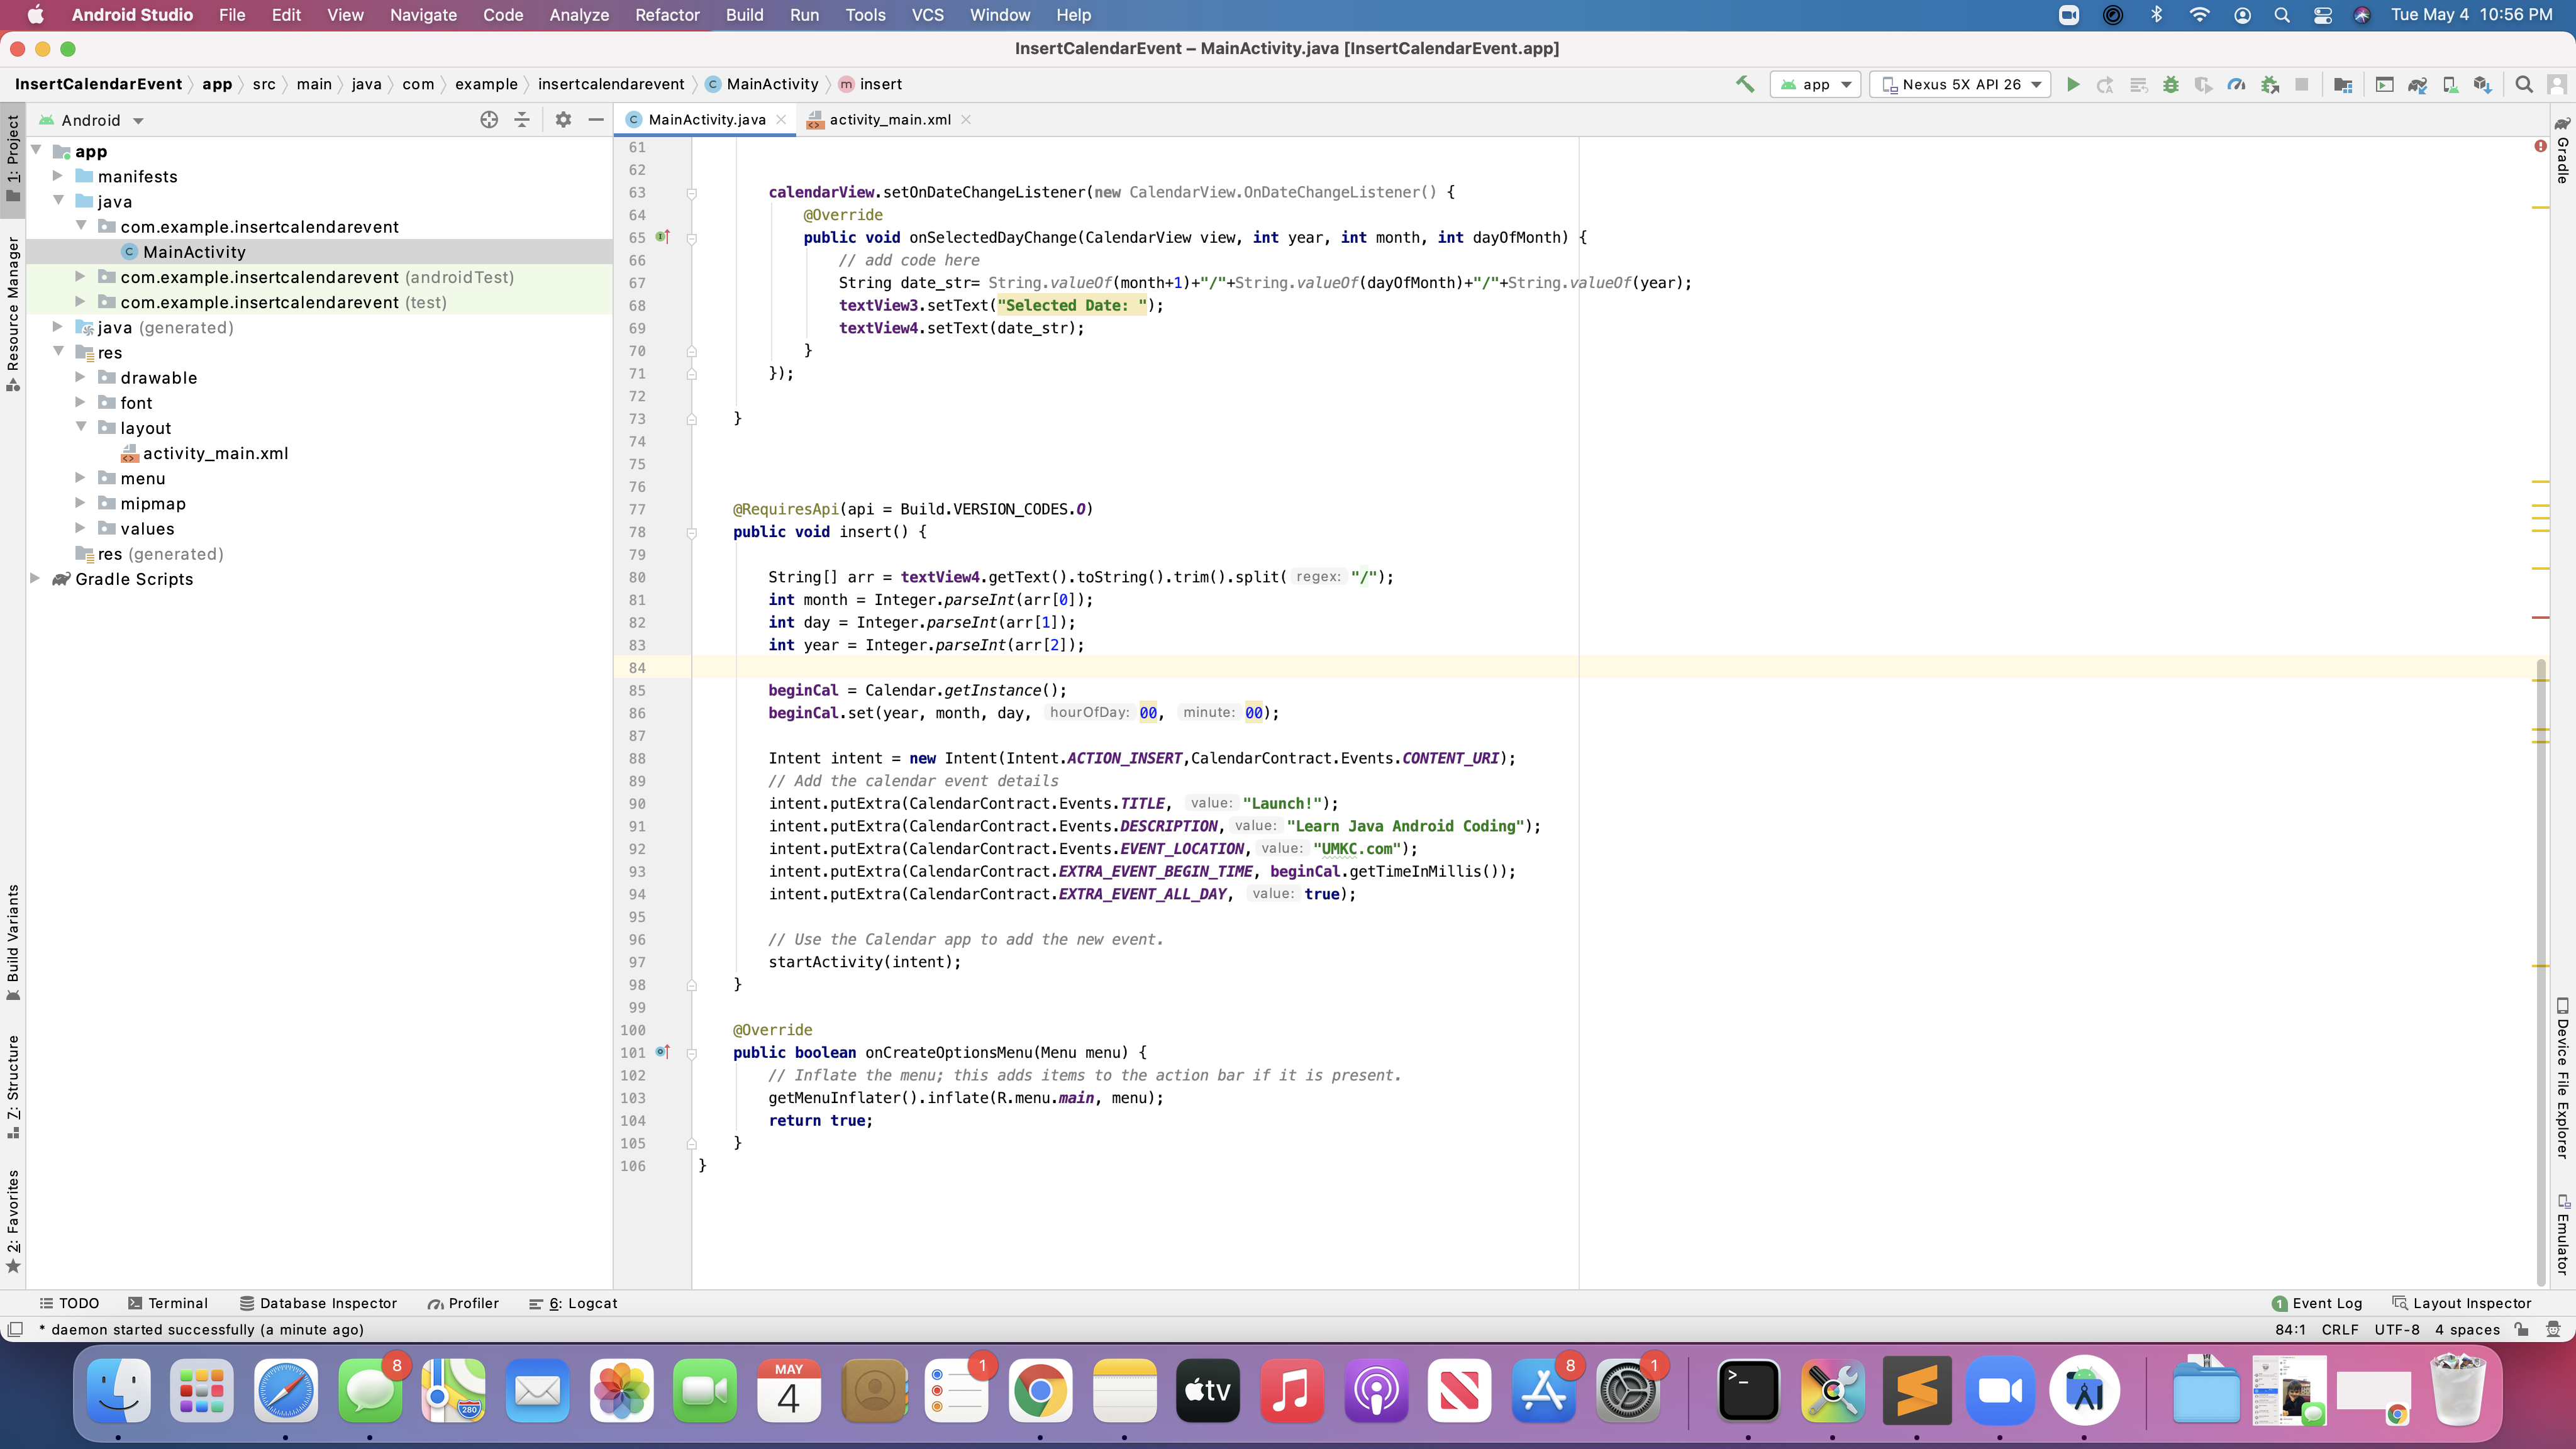 Android Studio File Edit View Navigate Code Analyze Refactor Build Run Tools VCS Window Help Tue May 4 10:56 PM
InsertCalendarEvent – MainActivity.java [InsertCalendarEvent.app]
InsertCalendarEvent app src main java com example insertcalendarevent C MainActivity m insert app Nexus 5X API 26
Android
MainActivity.java activity_main.xml
1: Project
Resource Manager
Build Variants
7: Structure
2: Favorites
app
manifests
java
com.example.insertcalendarevent
MainActivity
com.example.insertcalendarevent (androidTest)
com.example.insertcalendarevent (test)
java (generated)
res
drawable
font
layout
activity_main.xml
menu
mipmap
values
res (generated)
Gradle Scripts
61
62
63 calendarView.setOnDateChangeListener(new CalendarView.OnDateChangeListener() {
64 @Override
65 public void onSelectedDayChange(CalendarView view, int year, int month, int dayOfMonth) {
66 // add code here
67 String date_str= String.valueOf(month+1)+"/"+String.valueOf(dayOfMonth)+"/"+String.valueOf(year);
68 textView3.setText("Selected Date: ");
69 textView4.setText(date_str);
70 }
71 });
72
73 }
74
75
76
77 @RequiresApi(api = Build.VERSION_CODES.O)
78 public void insert() {
79
80 String[] arr = textView4.getText().toString().trim().split( regex: "/");
81 int month = Integer.parseInt(arr[0]);
82 int day = Integer.parseInt(arr[1]);
83 int year = Integer.parseInt(arr[2]);
84
85 beginCal = Calendar.getInstance();
86 beginCal.set(year, month, day, hourOfDay: 00, minute: 00);
87
88 Intent intent = new Intent(Intent.ACTION_INSERT,CalendarContract.Events.CONTENT_URI);
89 // Add the calendar event details
90 intent.putExtra(CalendarContract.Events.TITLE, value: "Launch!");
91 intent.putExtra(CalendarContract.Events.DESCRIPTION, value: "Learn Java Android Coding");
92 intent.putExtra(CalendarContract.Events.EVENT_LOCATION, value: "UMKC.com");
93 intent.putExtra(CalendarContract.EXTRA_EVENT_BEGIN_TIME, beginCal.getTimeInMillis());
94 intent.putExtra(CalendarContract.EXTRA_EVENT_ALL_DAY, value: true);
95
96 // Use the Calendar app to add the new event.
97 startActivity(intent);
98 }
99
100 @Override
101 public boolean onCreateOptionsMenu(Menu menu) {
102 // Inflate the menu; this adds items to the action bar if it is present.
103 getMenuInflater().inflate(R.menu.main, menu);
104 return true;
105 }
106 }
Gradle
Device File Explorer
Emulator
TODO Terminal Database Inspector Profiler 6: Logcat 1 Event Log Layout Inspector
* daemon started successfully (a minute ago) 84:1 CRLF UTF-8 4 spaces
8 280 MAY 4 1 tv 8 1 >_